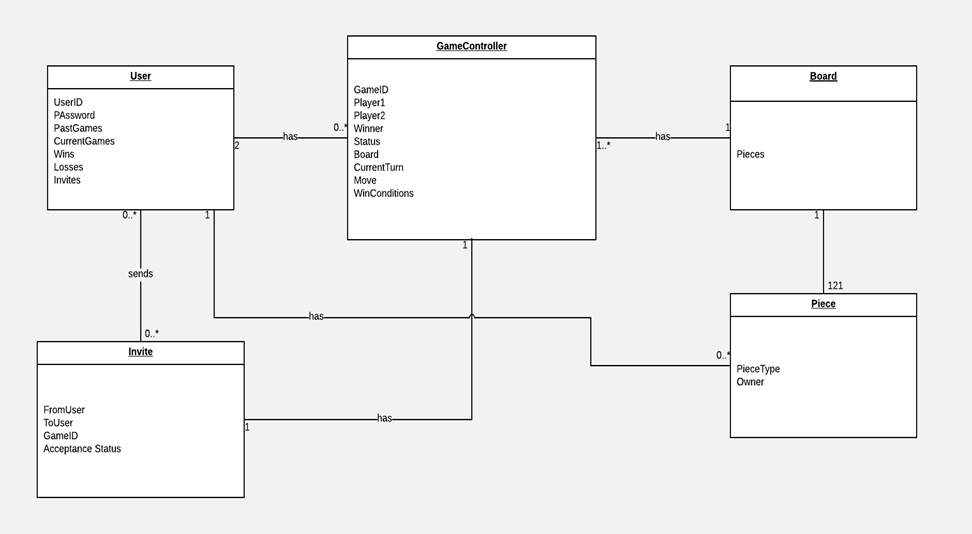 GameController
GameID
Player1
Player2
Winner
Status
Board
CurrentTurn
Move
WinConditions
User
UserID
PAssword
PastGames
CurrentGames
Wins
Losses
Invites
Board
Pieces
has
2
0..*
has
1..*
1
0..*
1
1
1
sends
121
has
0..*
0..*
Piece
PieceType
Owner
Invite
FromUser
ToUser
GameID
Acceptance Status
has
1